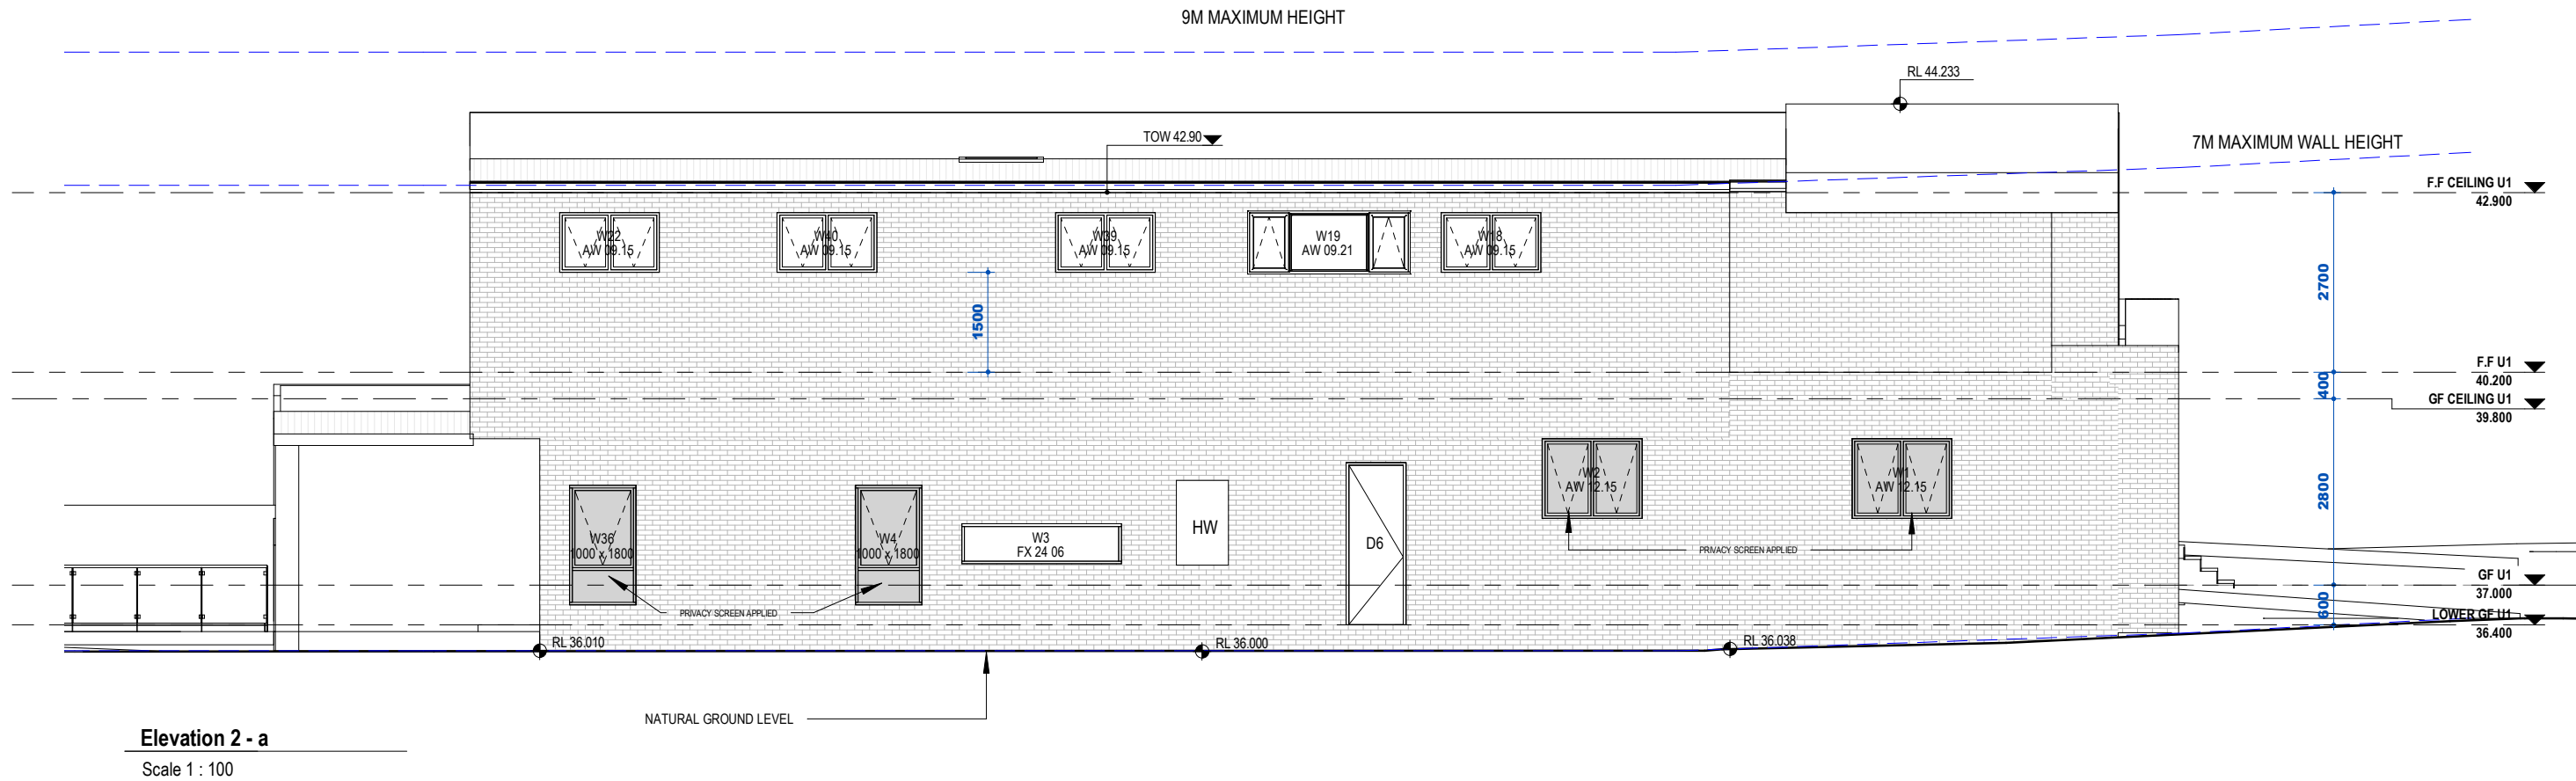 9M MAXIMUM HEIGHT
RL 44.233
TOW 42.90
7M MAXIMUM WALL HEIGHT
F.F CEILING U1
42.900
W22
AW 09.15
W40
AW 09.15
W39
AW 09.15
W19
AW 09.21
W18
AW 09.15
2700
1500
F.F U1
40.200
400
GF CEILING U1
39.800
W2
AW 12.15
W1
AW 12.15
2800
W36
1000 x 1800
W4
1000 x 1800
W3
FX 24 06
HW
D6
PRIVACY SCREEN APPLIED
GF U1
37.000
600
PRIVACY SCREEN APPLIED
LOWER GF U1
36.400
RL 36.010
RL 36.000
RL 36.038
NATURAL GROUND LEVEL
Elevation 2 - a
Scale 1 : 100